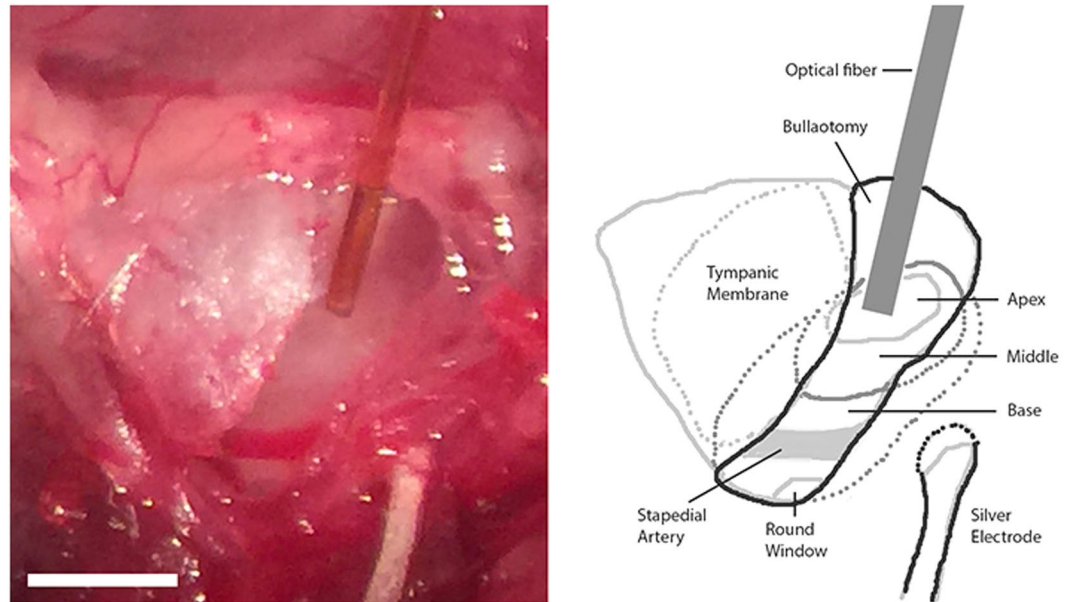 Optical fiber
Bullaotomy
Tympanic
Membrane
Apex
Middle
Base
Stapedial
Artery
Round
Window
Silver
Electrode